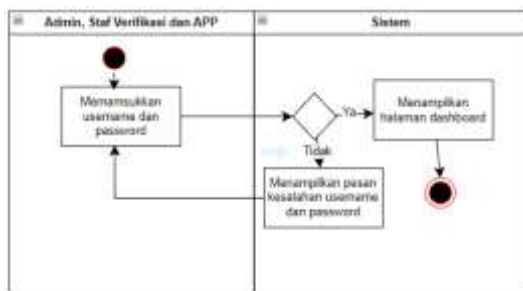 Admin, Staf Verifikasi dan APP
Sistem
Memamsukkan
username dan
password
Ya
Menampilkan
halaman dashboard
Tidak
Menampilkan pesan
kesalahan username
dan password